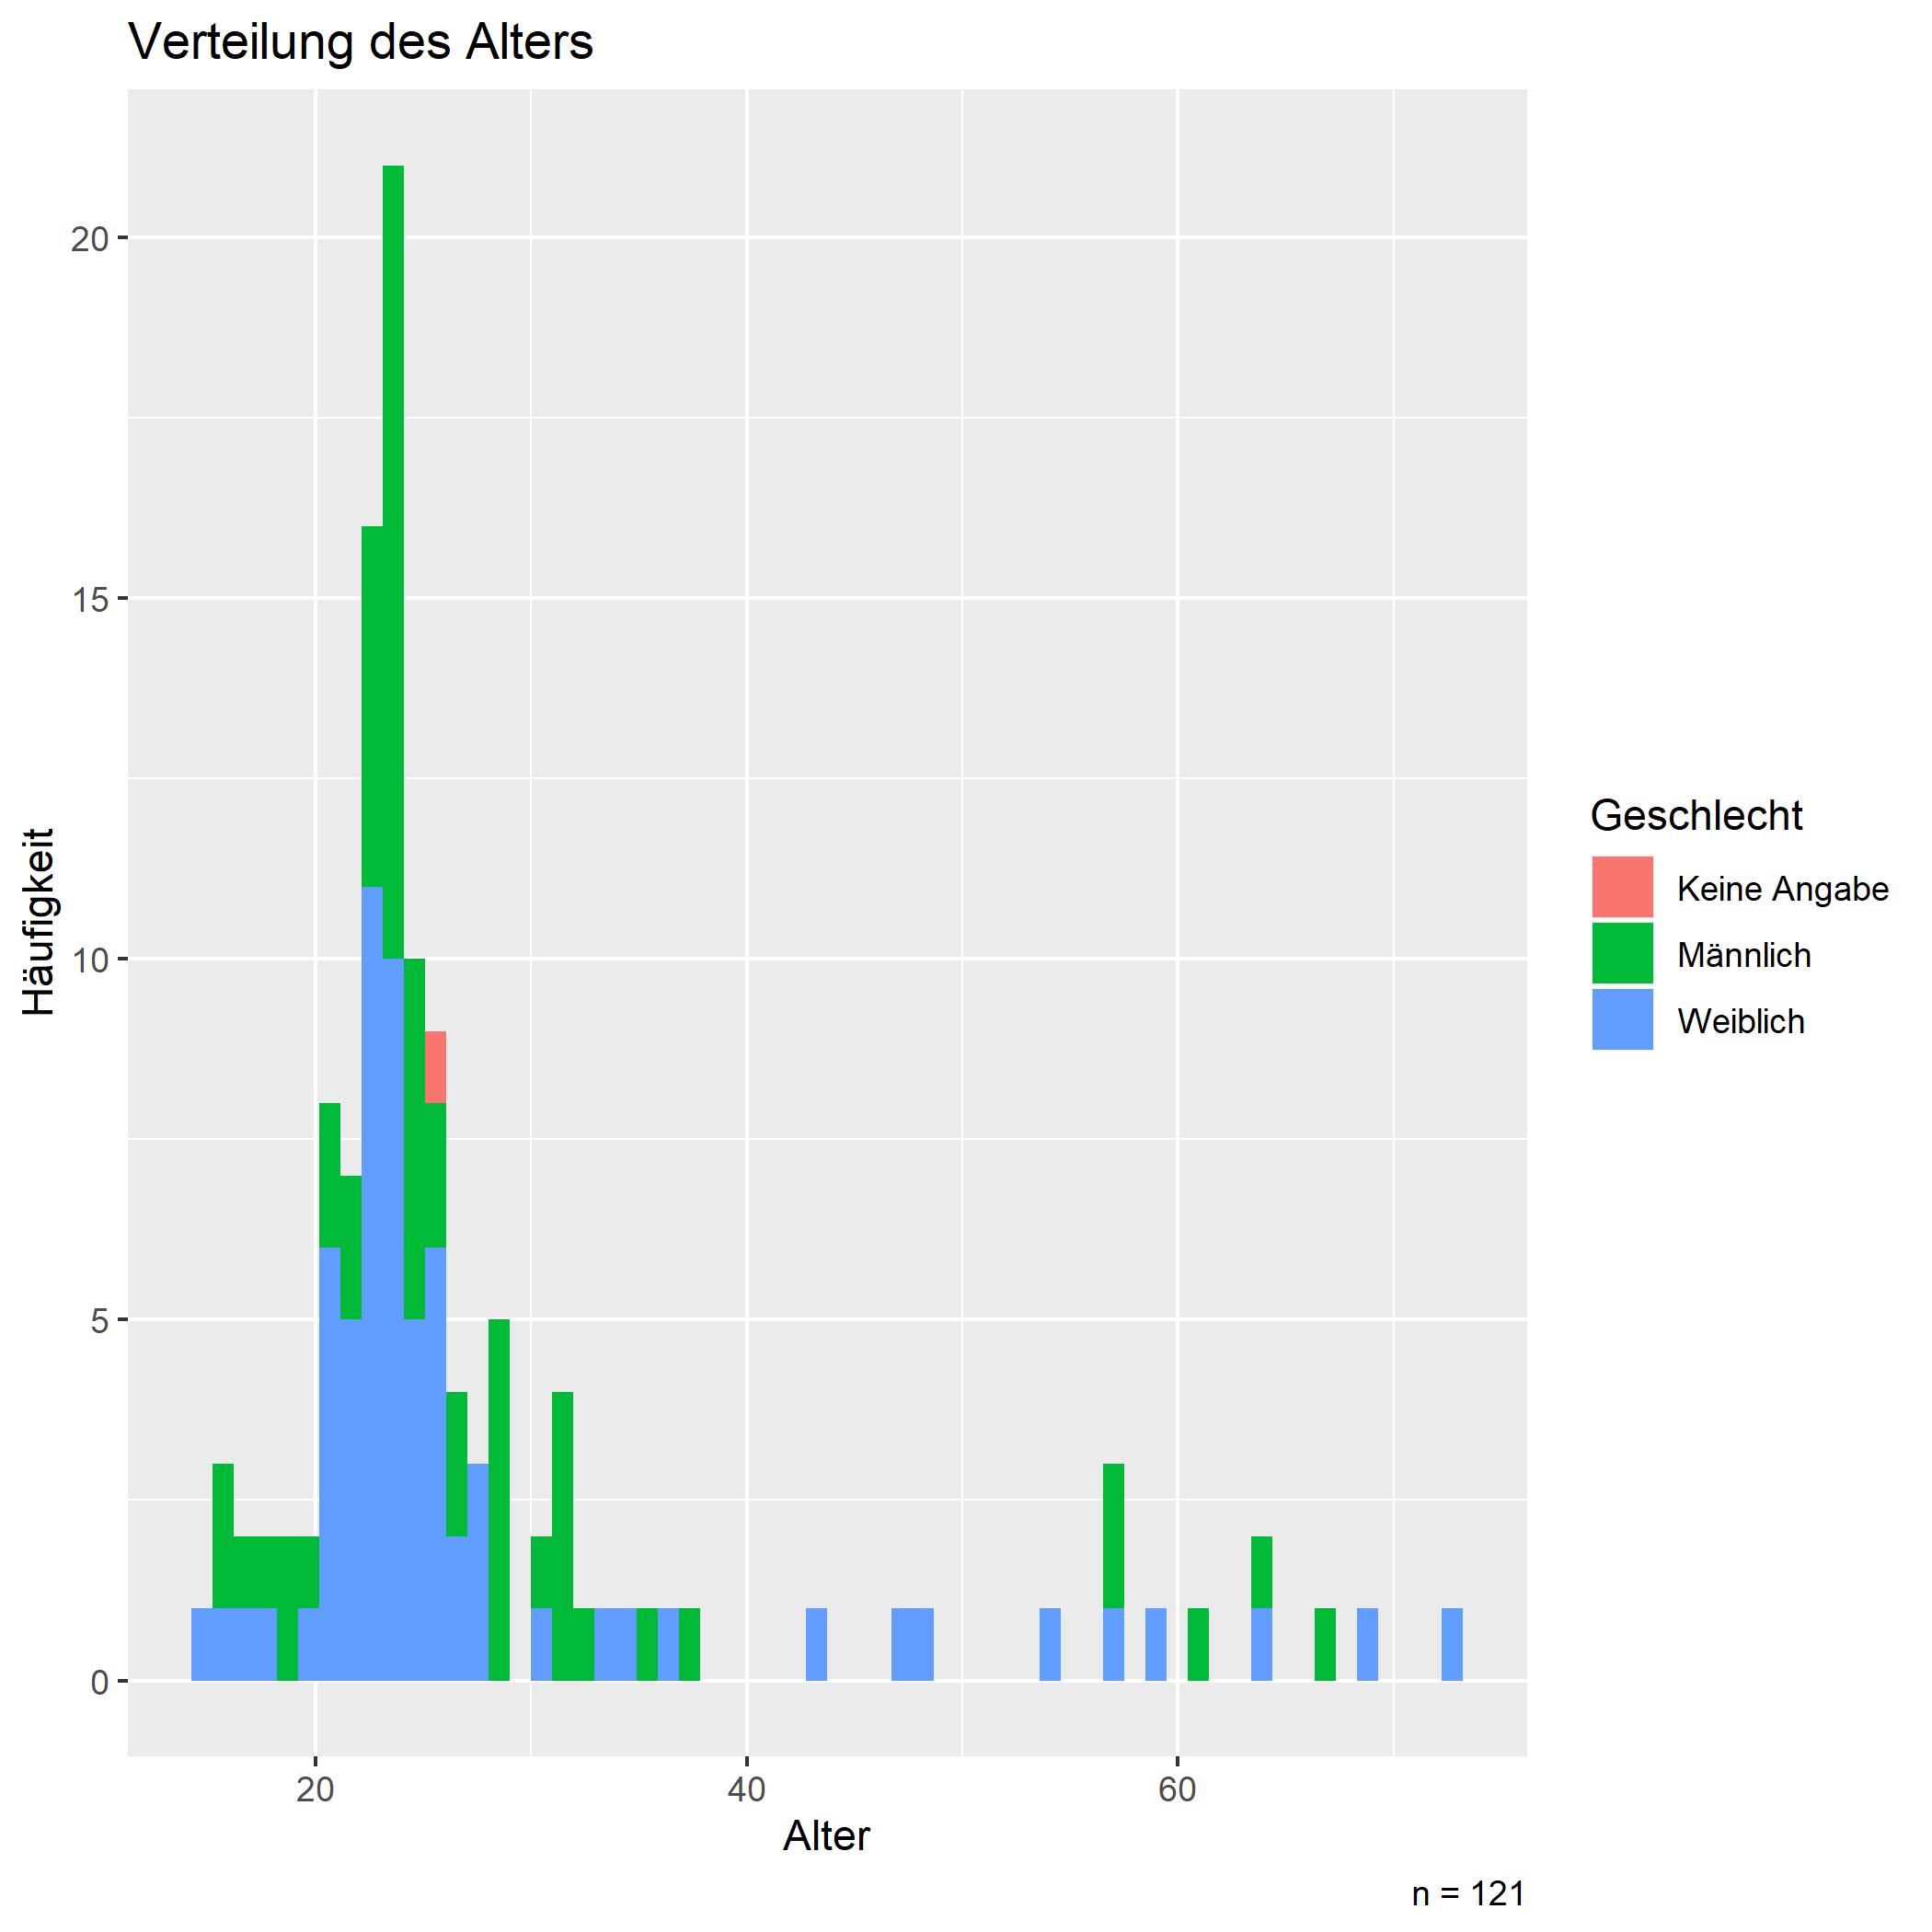 Verteilung des Alters
Häufigkeit
20
15
10
5
0
20 40 60
Alter
Geschlecht
Keine Angabe
Männlich
Weiblich
n = 121